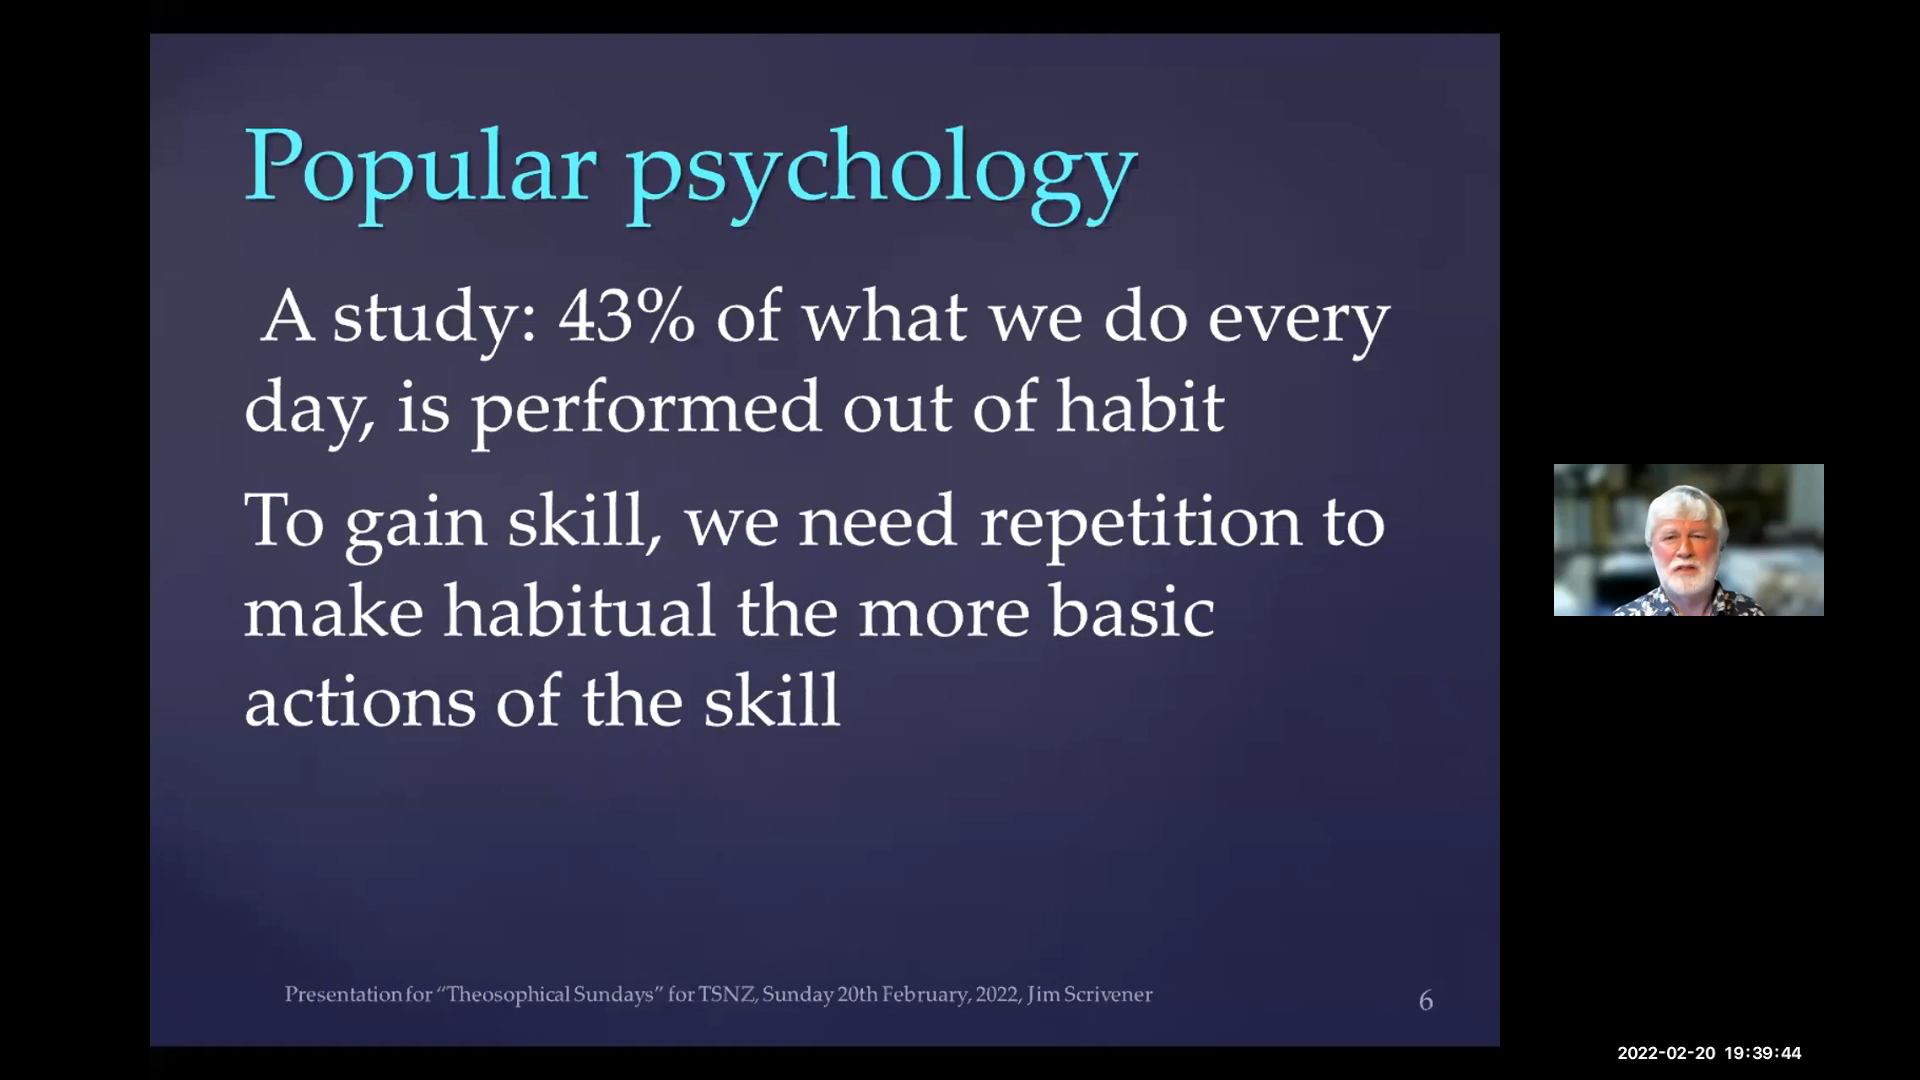 Popular psychology
A study: 43% of what we do every
day, is performed out of habit
To gain skill, we need repetition to
make habitual the more basic
actions of the skill
Presentation for “Theosophical Sundays” for TSNZ, Sunday 20th February, 2022, Jim Scrivener
6
2022-02-20 19:39:44